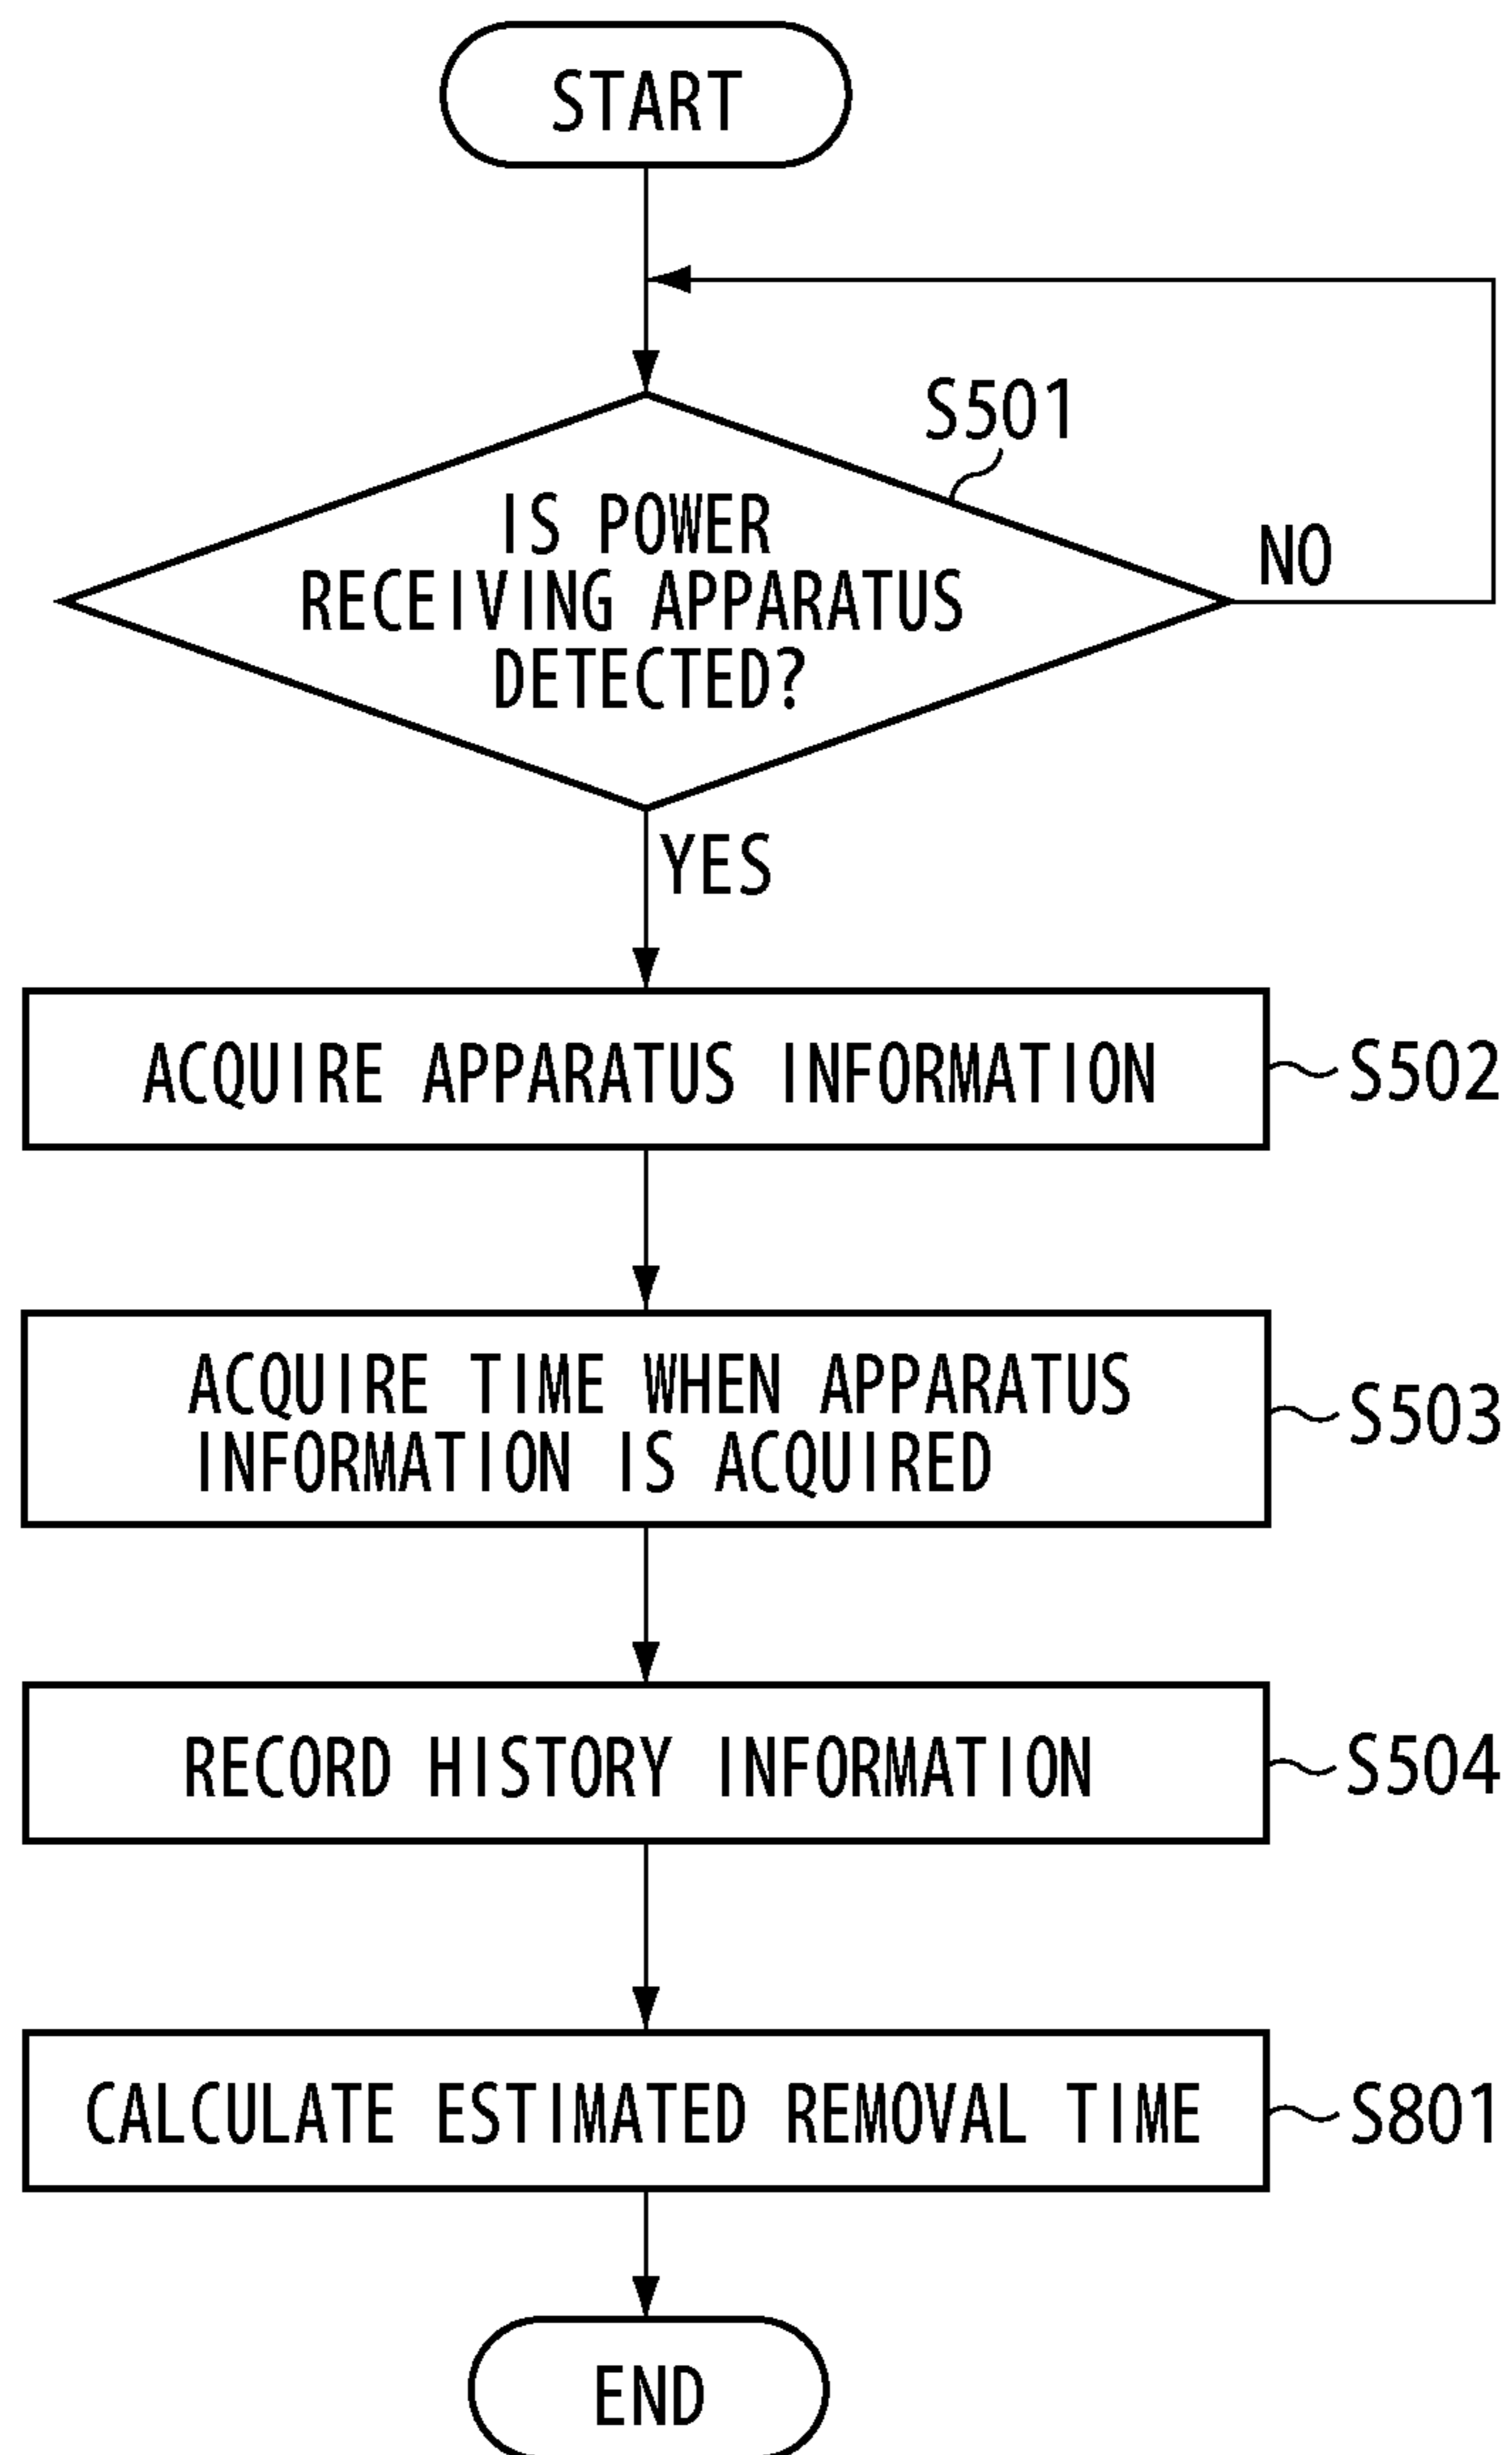 START
S501
IS POWER
RECEIVING APPARATUS
DETECTED?
NO
YES
ACQUIRE APPARATUS INFORMATION
S502
ACQUIRE TIME WHEN APPARATUS
INFORMATION IS ACQUIRED
S503
RECORD HISTORY INFORMATION
S504
CALCULATE ESTIMATED REMOVAL TIME
S801
END